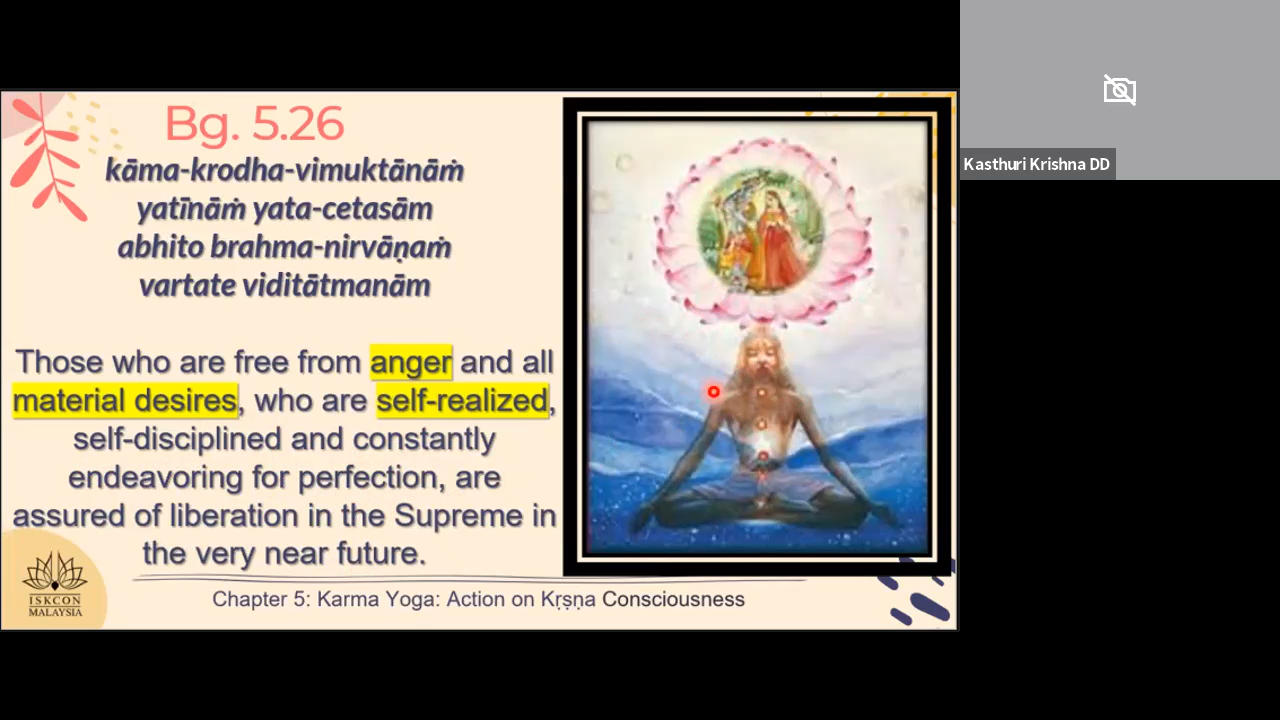 Bg. 5.26
kāma-krodha-vimuktānāṁ
yatīnāṁ yata-cetasām
abhito brahma-nirvāṇaṁ
vartate viditātmanām
Those who are free from anger and all
material desires, who are self-realized,
self-disciplined and constantly
endeavoring for perfection, are
assured of liberation in the Supreme in
the very near future.
ISKCON
MALAYSIA
Chapter 5: Karma Yoga: Action on Kṛṣṇa Consciousness
Kasthuri Krishna DD